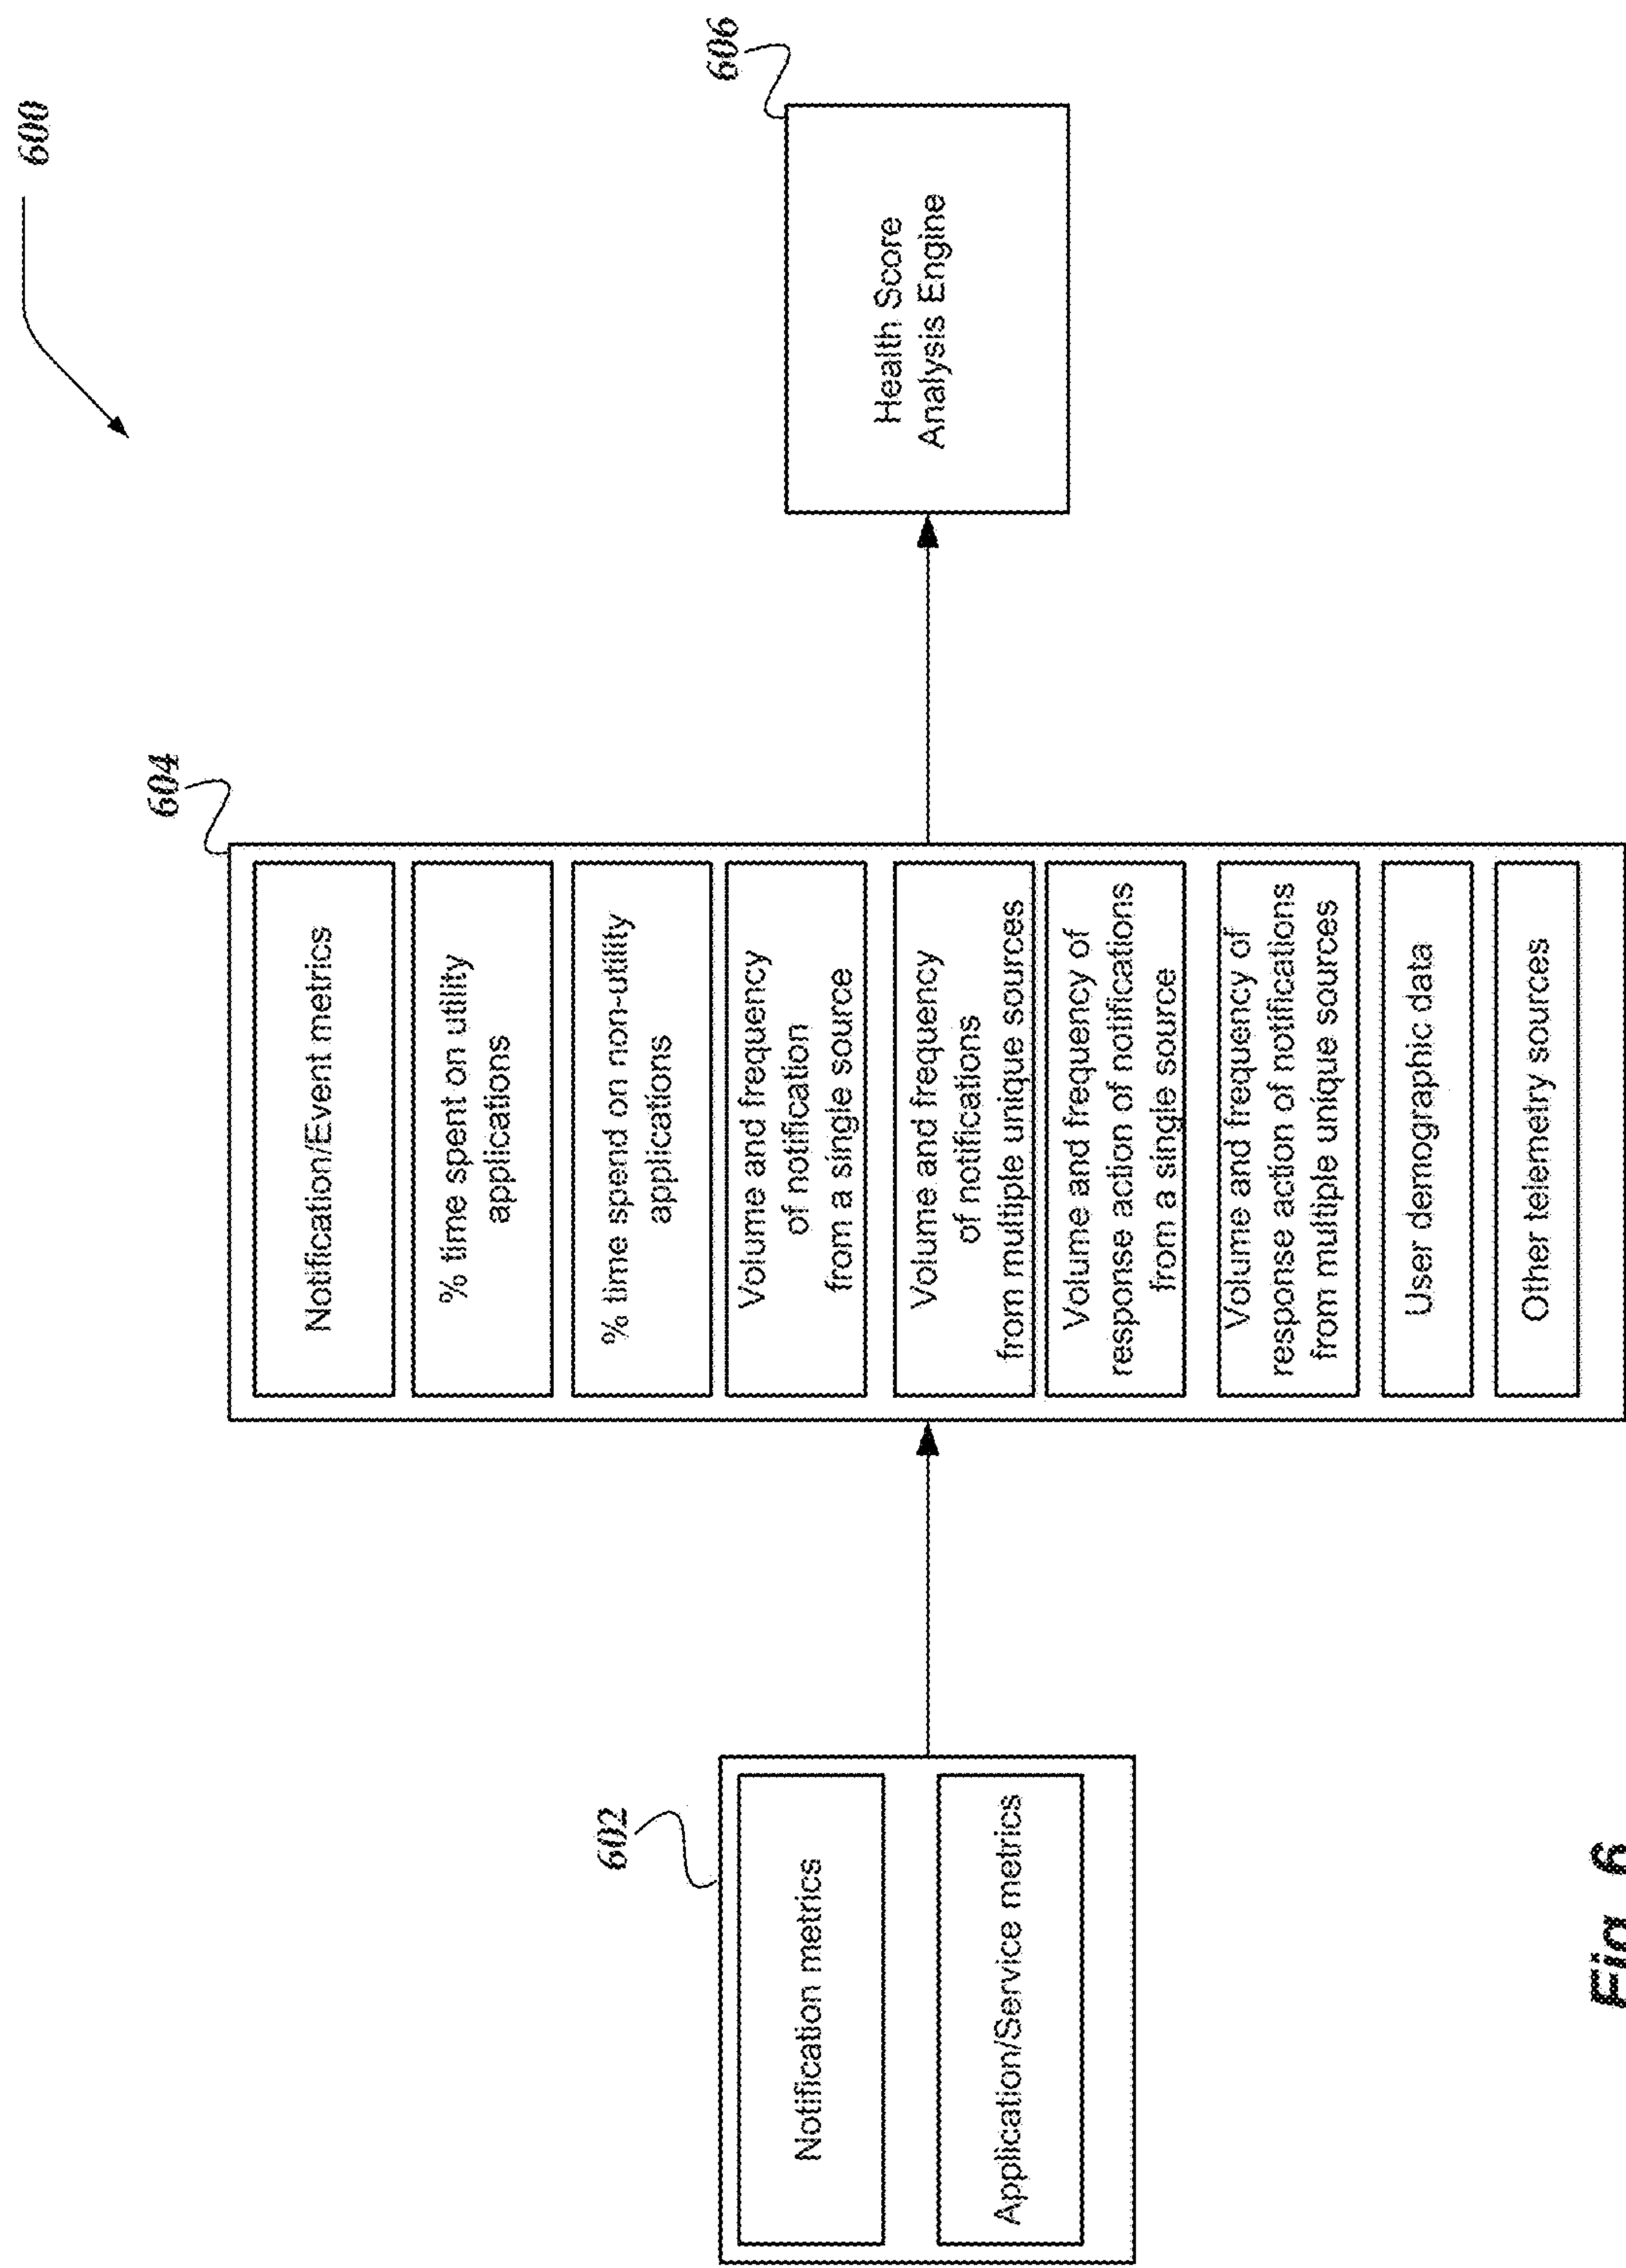 600
602
Notification metrics
Application/Service metrics
604
Notification/Event metrics
% time spent on utility
applications
% time spend on non-utility
applications
Volume and frequency
of notification
from a single source
Volume and frequency
of notifications
from multiple unique sources
Volume and frequency of
response action of notifications
from a single source
Volume and frequency of
response action of notifications
from multiple unique sources
User demographic data
Other telemetry sources
606
Health Score
Analysis Engine
Fig. 6